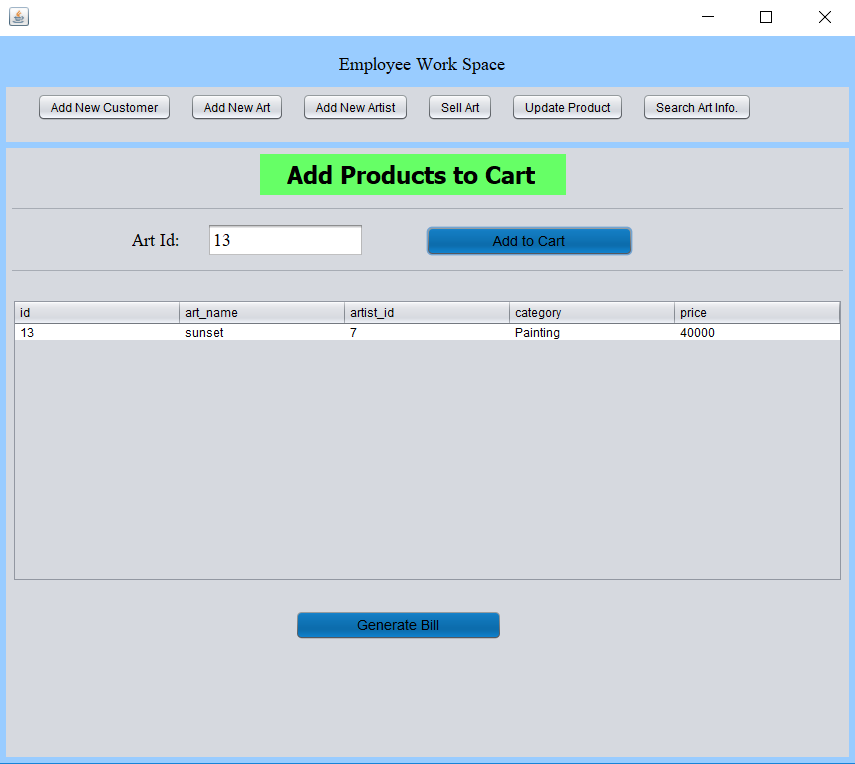 Employee Work Space
Add New Customer Add New Art Add New Artist Sell Art Update Product Search Art Info.
Add Products to Cart
Art Id: 13 Add to Cart
id art_name artist_id category price
13 sunset 7 Painting 40000
Generate Bill